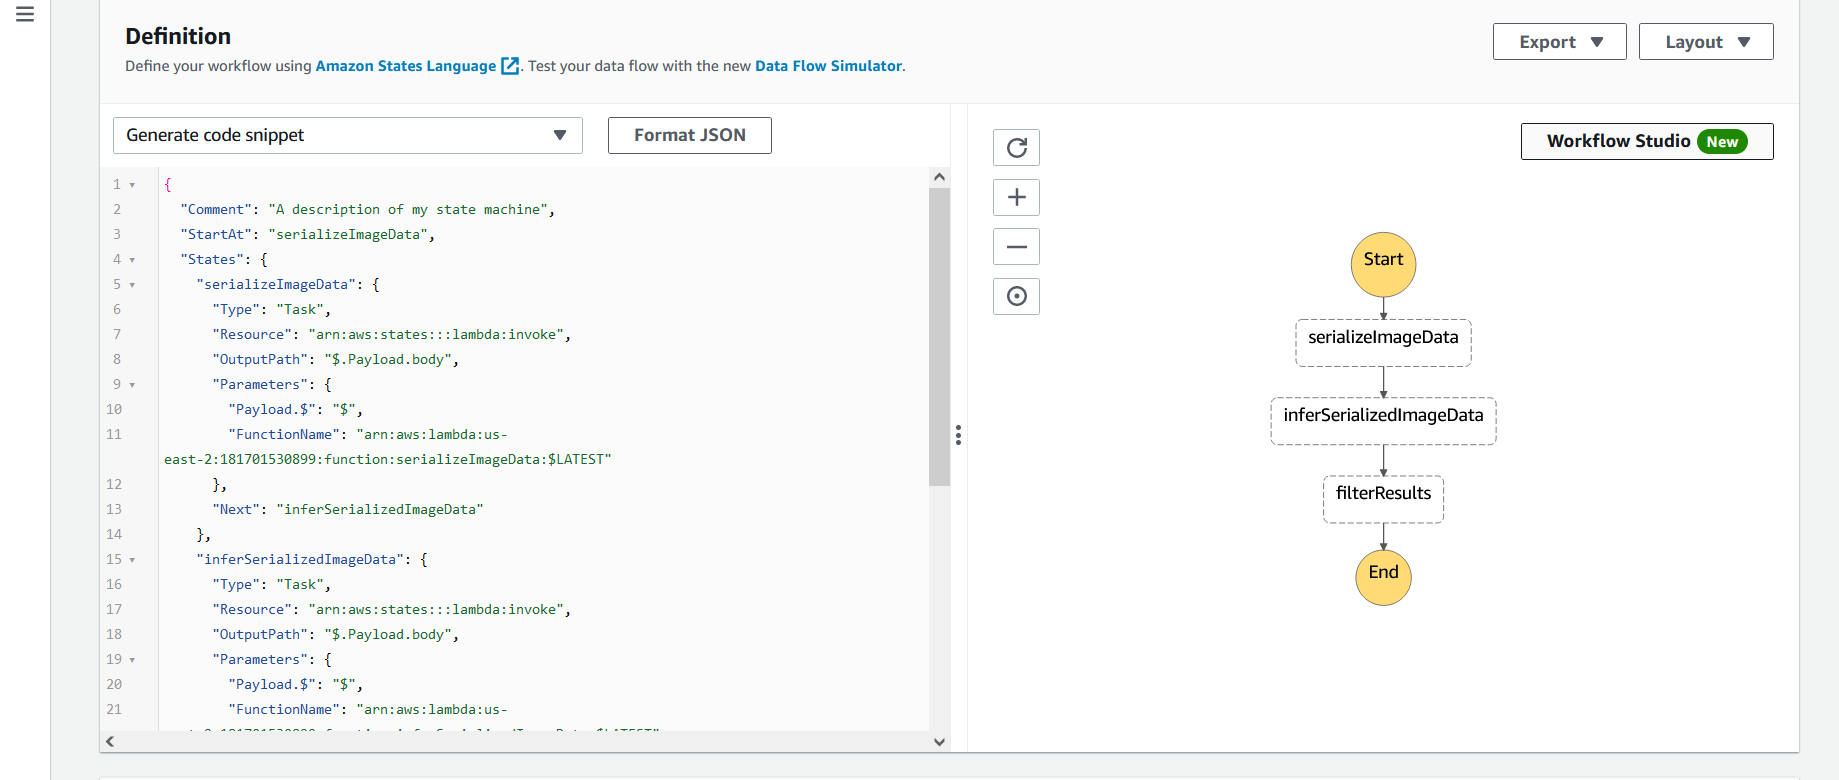 Definition
Define your workflow using Amazon States Language . Test your data flow with the new Data Flow Simulator.
Export
Layout
Generate code snippet
Format JSON
1 {
2 "Comment": "A description of my state machine",
3 "StartAt": "serializeImageData",
4 "States": {
5 "serializeImageData": {
6 "Type": "Task",
7 "Resource": "arn:aws:states:::lambda:invoke",
8 "OutputPath": "$.Payload.body",
9 "Parameters": {
10 "Payload.$": "$",
11 "FunctionName": "arn:aws:lambda:us-
east-2:181701530899:function:serializeImageData:$LATEST"
12 },
13 "Next": "inferSerializedImageData"
14 },
15 "inferSerializedImageData": {
16 "Type": "Task",
17 "Resource": "arn:aws:states:::lambda:invoke",
18 "OutputPath": "$.Payload.body",
19 "Parameters": {
20 "Payload.$": "$",
21 "FunctionName": "arn:aws:lambda:us-
Workflow Studio New
Start
serializeImageData
inferSerializedImageData
filterResults
End